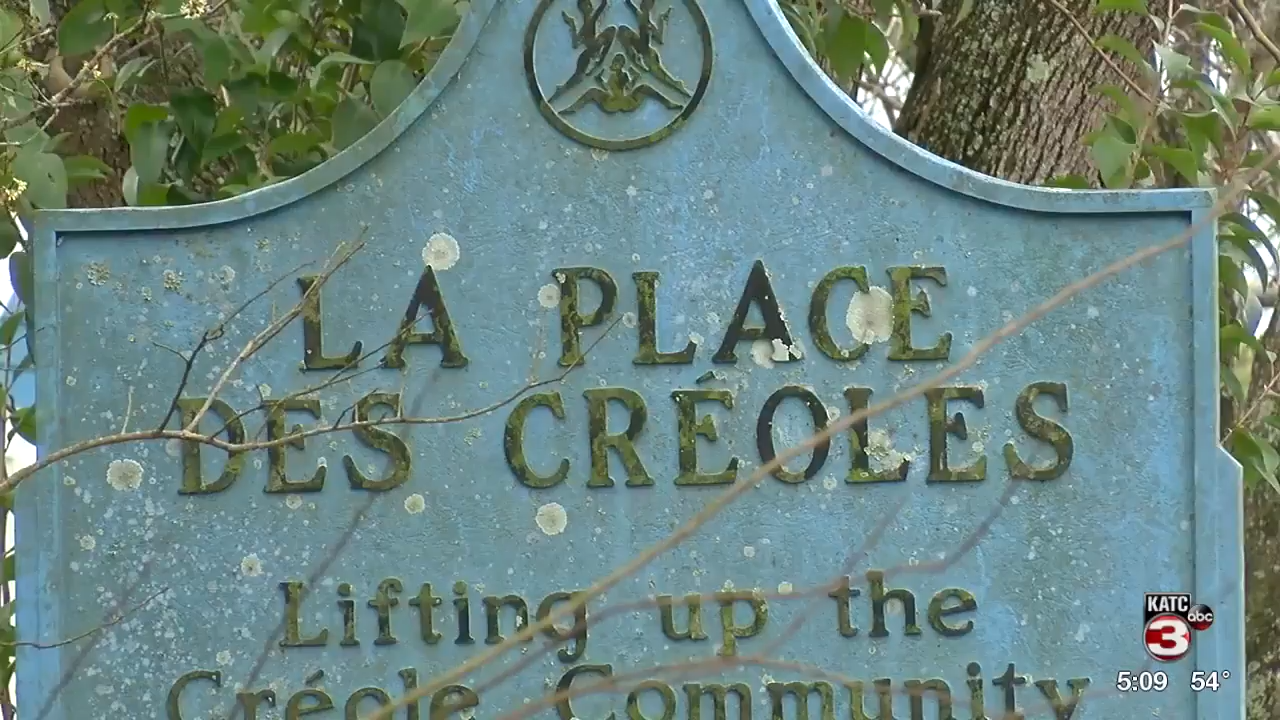 LA PLACE
DES CRÉOLES
Lifting up the
Créole Community
KATC
abc
3
5:09 54°